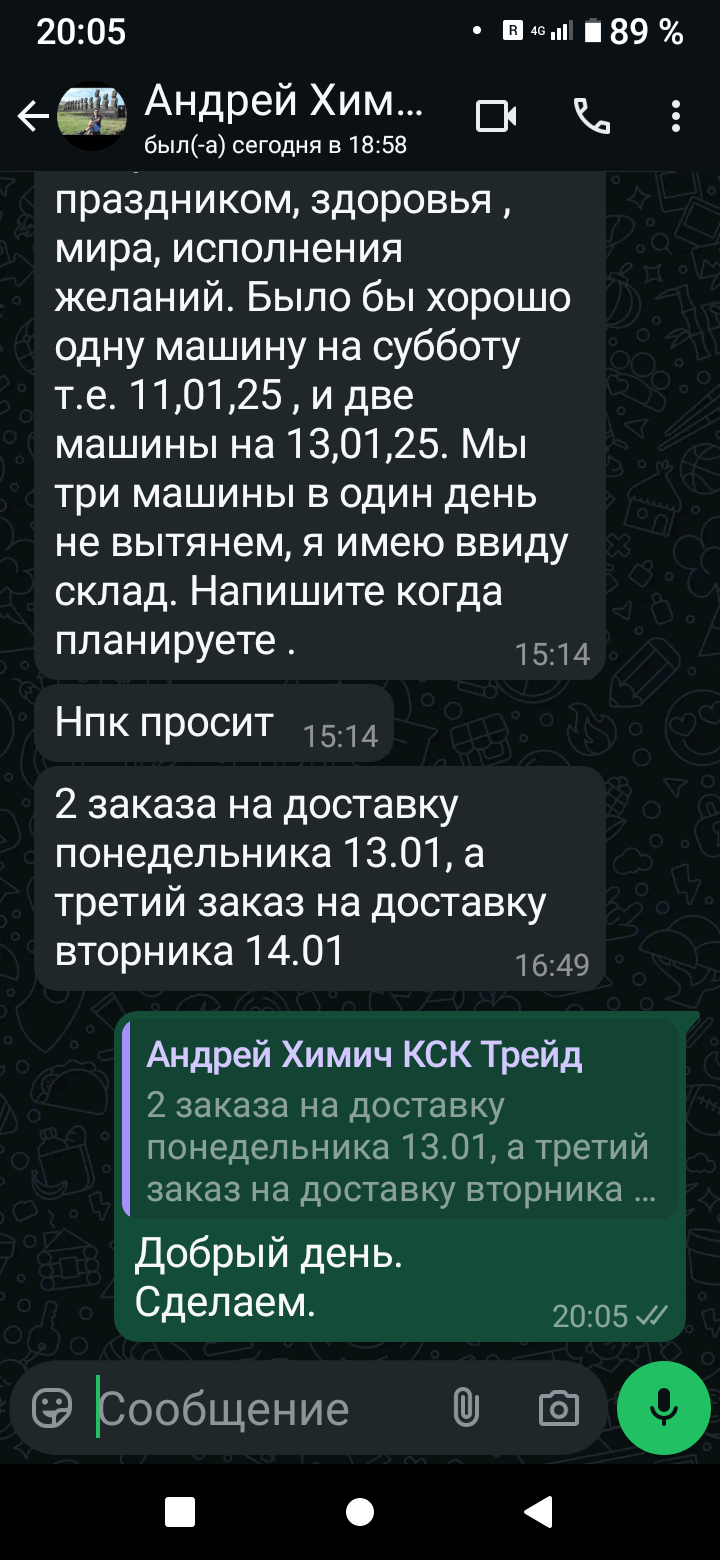 20:05
R 4G 89 %
Андрей Хим...
был(-а) сегодня в 18:58
праздником, здоровья ,
мира, исполнения
желаний. Было бы хорошо
одну машину на субботу
т.е. 11,01,25 , и две
машины на 13,01,25. Мы
три машины в один день
не вытянем, я имею ввиду
склад. Напишите когда
планируете .
15:14
Нпк просит
15:14
2 заказа на доставку
понедельника 13.01, а
третий заказ на доставку
вторника 14.01
16:49
Андрей Химич КСК Трейд
2 заказа на доставку
понедельника 13.01, а третий
заказ на доставку вторника ...
Добрый день.
Сделаем.
20:05
Сообщение